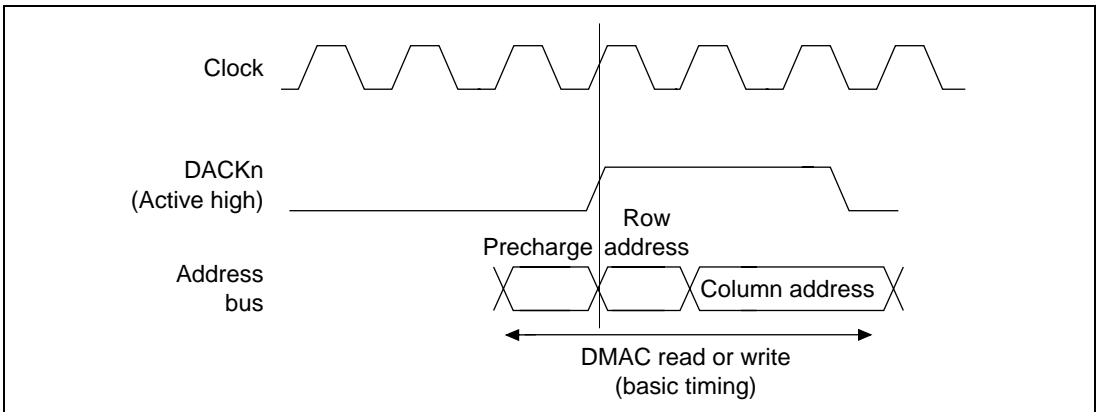 Clock
DACKn
(Active high)
Row
Precharge address
Address
bus
Column address
DMAC read or write
(basic timing)